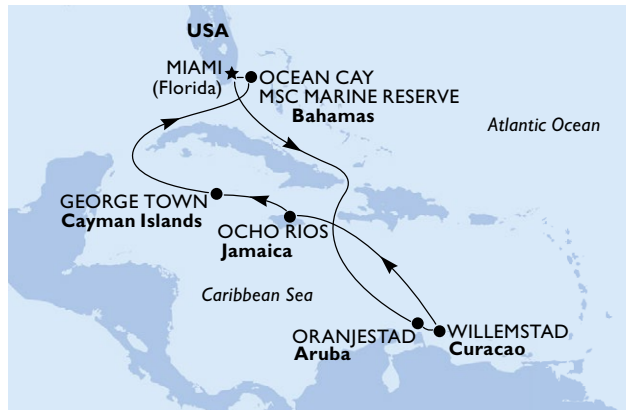 USA
MIAMI
(Florida)
OCEAN CAY
MSC MARINE RESERVE
Bahamas
Atlantic Ocean
GEORGE TOWN
Cayman Islands
OCHO RIOS
Jamaica
Caribbean Sea
ORANJESTAD
Aruba
WILLEMSTAD
Curacao